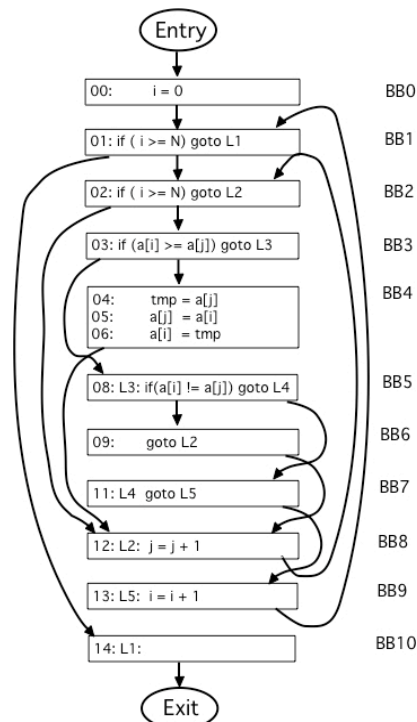 Entry
00: i = 0 BB0
01: if ( i >= N) goto L1 BB1
02: if ( i >= N) goto L2 BB2
03: if (a[i] >= a[j]) goto L3 BB3
04: tmp = a[j] BB4
05: a[j] = a[i]
06: a[i] = tmp
08: L3: if(a[i] != a[j]) goto L4 BB5
09: goto L2 BB6
11: L4 goto L5 BB7
12: L2: j = j + 1 BB8
13: L5: i = i + 1 BB9
14: L1: BB10
Exit